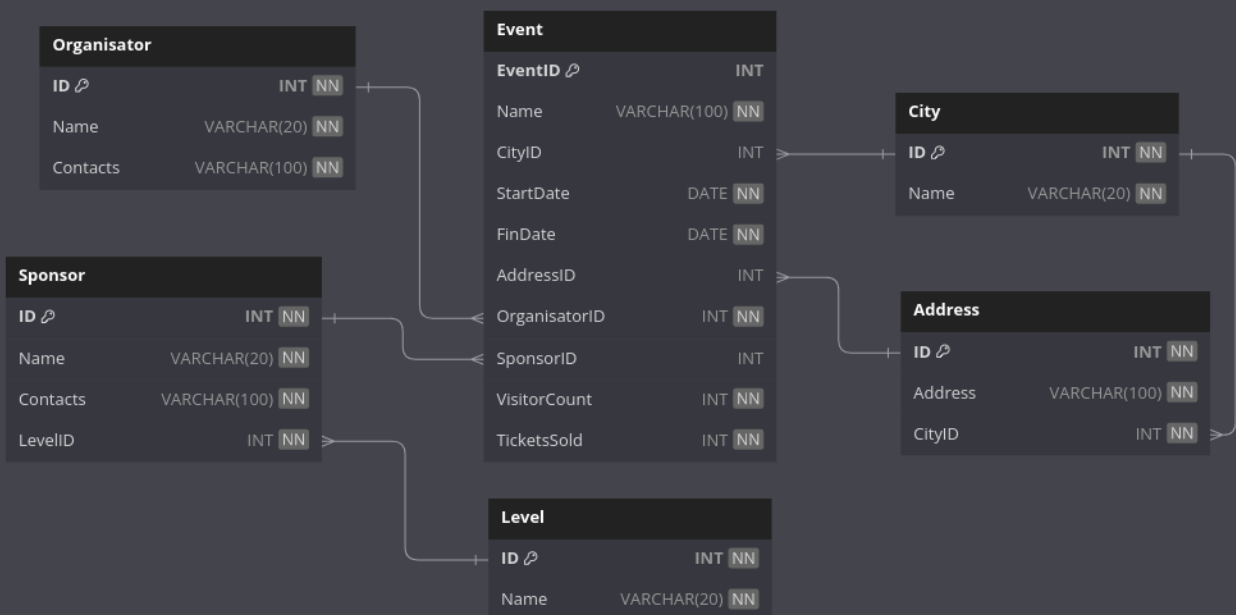 Organisator
ID INT NN
Name VARCHAR(20) NN
Contacts VARCHAR(100) NN
Sponsor
ID INT NN
Name VARCHAR(20) NN
Contacts VARCHAR(100) NN
LevelID INT NN
Event
EventID INT
Name VARCHAR(100) NN
CityID INT
StartDate DATE NN
FinDate DATE NN
AddressID INT
OrganisatorID INT NN
SponsorID INT
VisitorCount INT NN
TicketsSold INT NN
Level
ID INT NN
Name VARCHAR(20) NN
City
ID INT NN
Name VARCHAR(20) NN
Address
ID INT NN
Address VARCHAR(100) NN
CityID INT NN